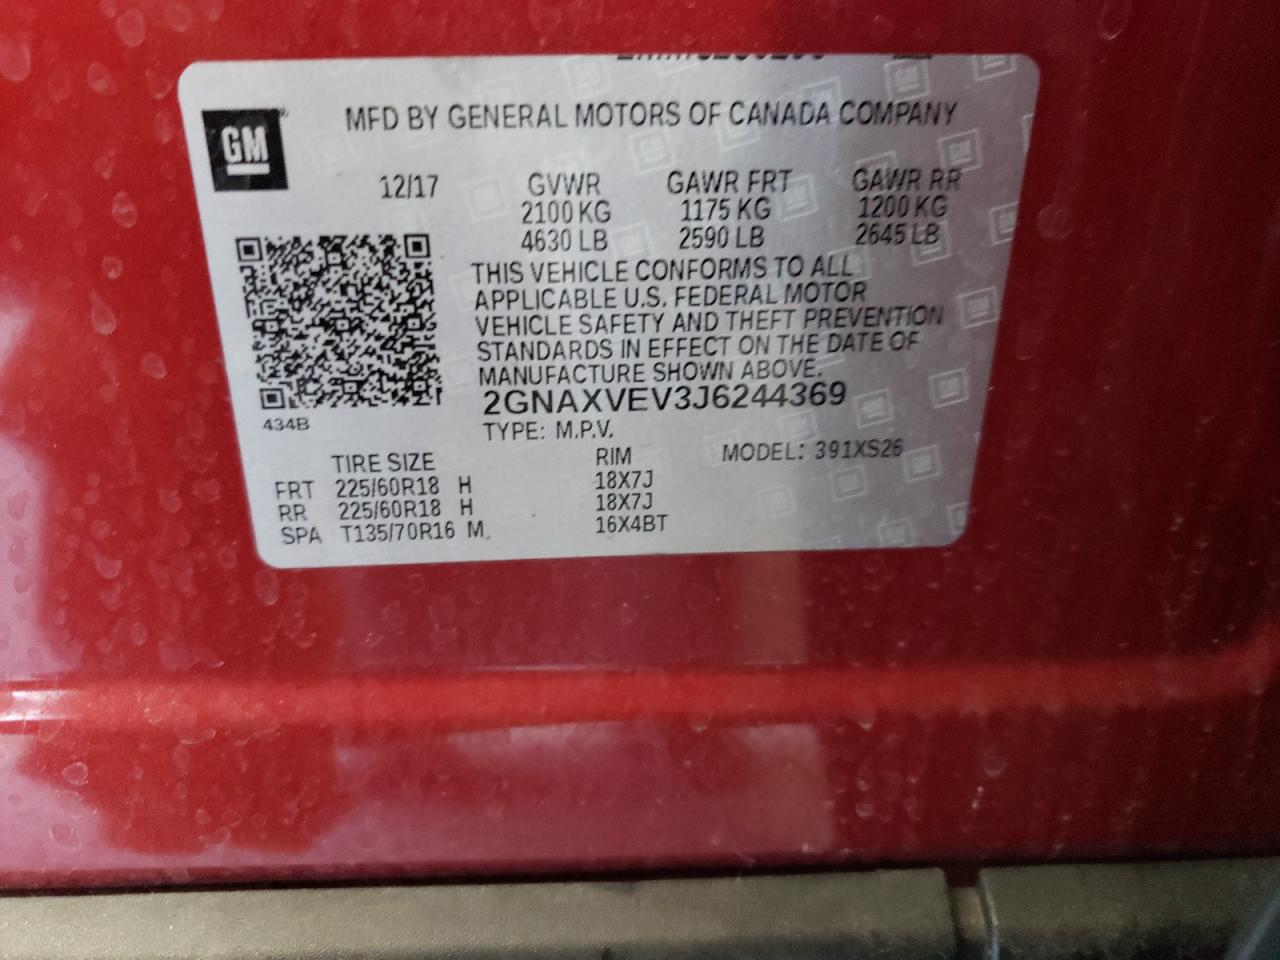 MFD BY GENERAL MOTORS OF CANADA COMPANY
GM
12/17 GVWR GAWR FRT GAWR RR
2100 KG 1175 KG 1200 KG
4630 LB 2590 LB 2645 LB
THIS VEHICLE CONFORMS TO ALL
APPLICABLE U.S. FEDERAL MOTOR
VEHICLE SAFETY AND THEFT PREVENTION
STANDARDS IN EFFECT ON THE DATE OF
MANUFACTURE SHOWN ABOVE.
2GNAXVEV3J6244369
434B
TYPE: M.P.V.
MODEL: 391XS26
TIRE SIZE RIM
FRT 225/60R18 H 18X7J
RR 225/60R18 H 18X7J
SPA T135/70R16 M 16X4BT